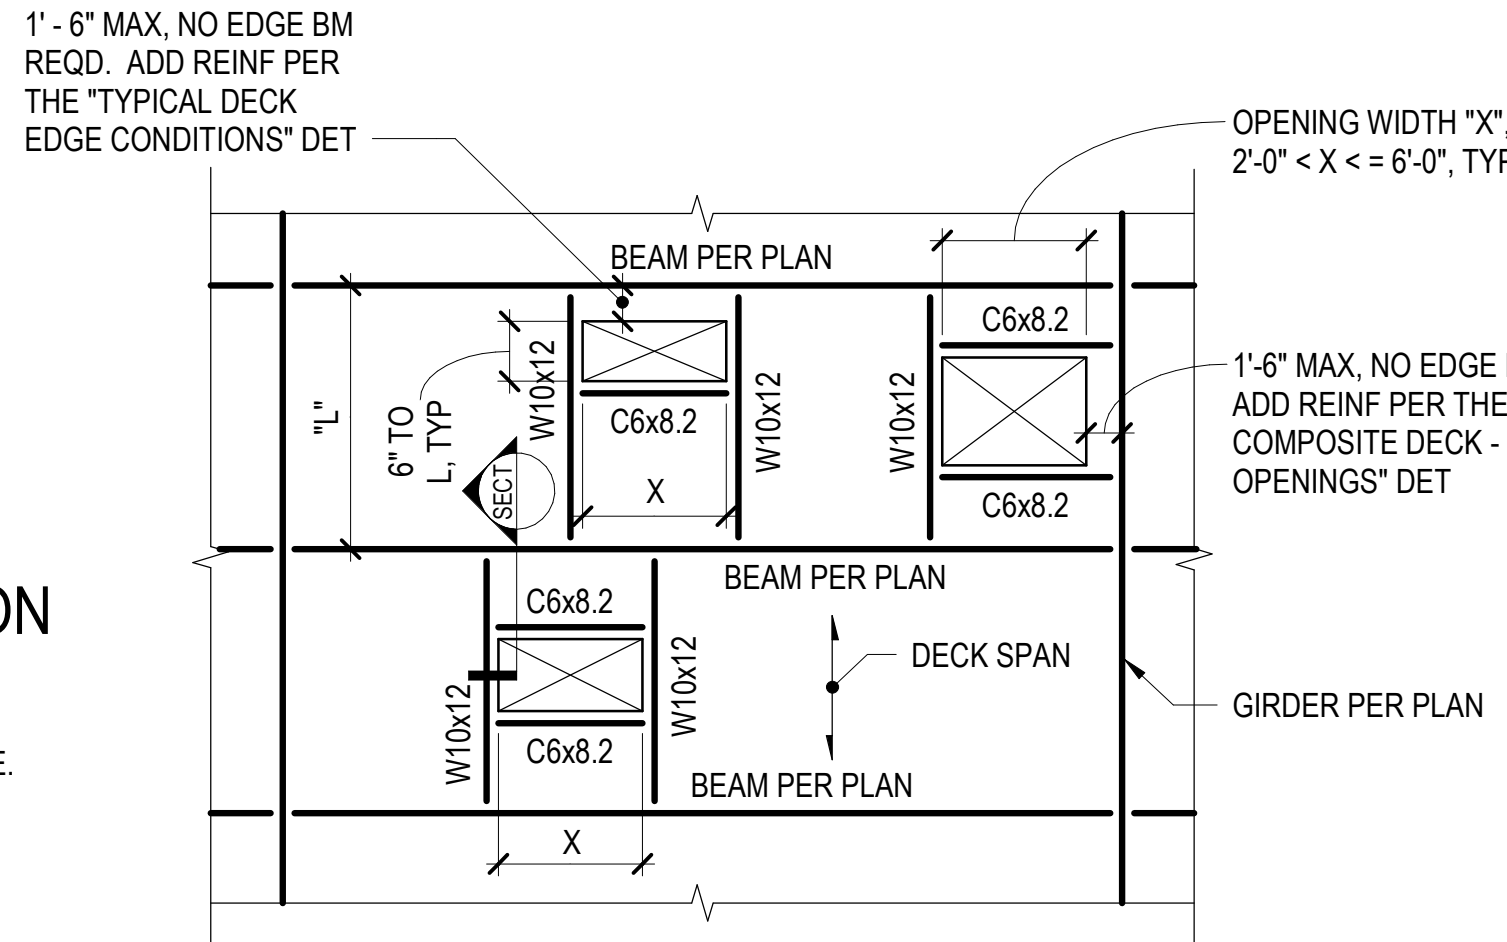 1' - 6" MAX, NO EDGE BM
REQD.  ADD REINF PER
THE "TYPICAL DECK
EDGE CONDITIONS" DET
OPENING WIDTH "X",
2'-0" < X < = 6'-0", TYP
BEAM PER PLAN
C6x8.2
W10x12
W10x12
W10x12
1'-6" MAX, NO EDGE
ADD REINF PER THE
COMPOSITE DECK -
OPENINGS" DET
"L"
6" TO
L, TYP
C6x8.2
SECT
X
C6x8.2
BEAM PER PLAN
ON
C6x8.2
W10x12
DECK SPAN
GIRDER PER PLAN
W10x12
C6x8.2
E.
BEAM PER PLAN
X